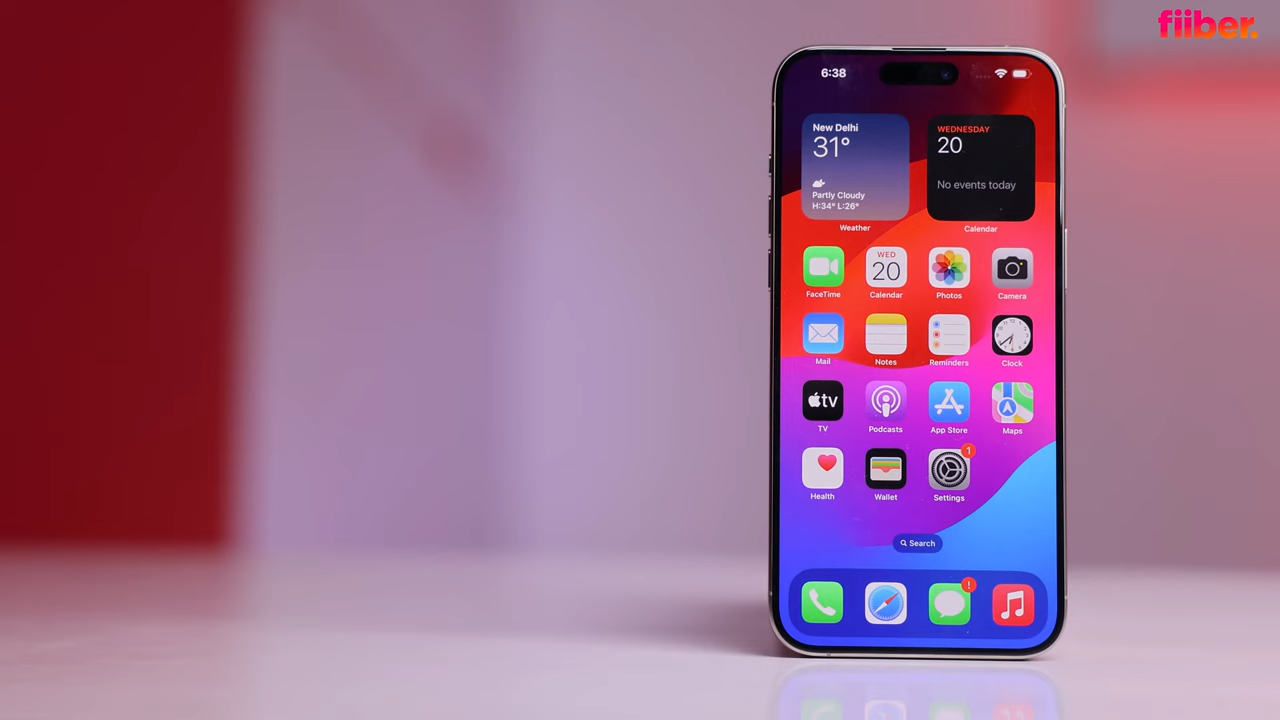 fiiber.
6:38
New Delhi
31°
Partly Cloudy
H:34° L:26°
Weather
WEDNESDAY
20
No events today
Calendar
FaceTime
WED
20
Calendar
Photos
Camera
Mail
Notes
Reminders
Clock
tv
TV
Podcasts
App Store
Maps
Health
Wallet
1
Settings
Search
!